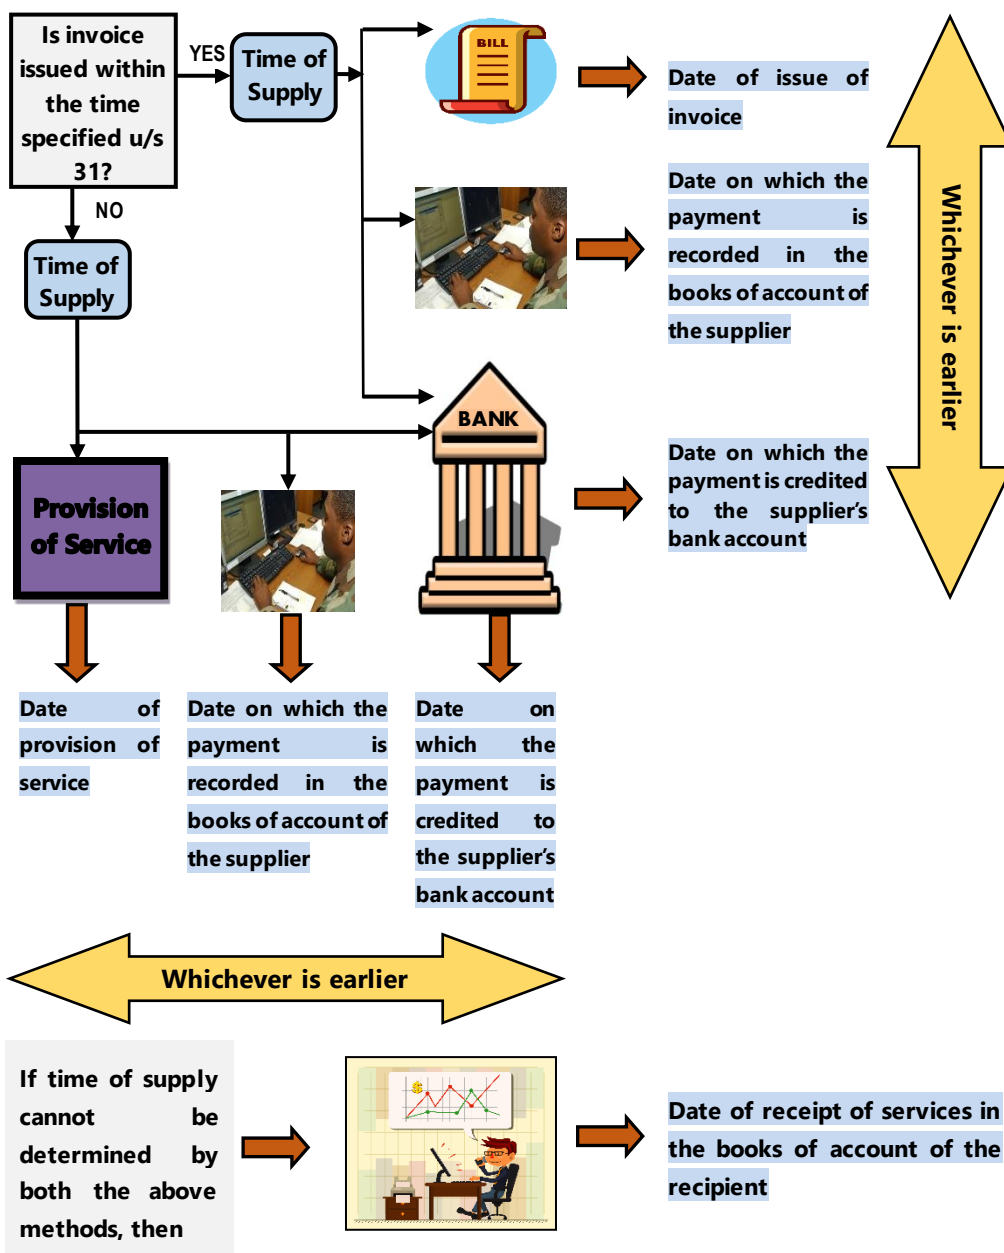 Is invoice
issued within
the time
specified u/s
31?
YES
Time of
Supply
BILL
Date of issue of
invoice
NO
Time of
Supply
Date on which the
payment is
recorded in the
books of account of
the supplier
Whichever is earlier
BANK
Date on which the
payment is credited
to the supplier's
bank account
Provision
of Service
Date of
provision of
service
Date on which the
payment is
recorded in the
books of account of
the supplier
Date on
which the
payment is
credited to
the supplier's
bank account
Whichever is earlier
If time of supply
cannot be
determined by
both the above
methods, then
$
Date of receipt of services in
the books of account of the
recipient